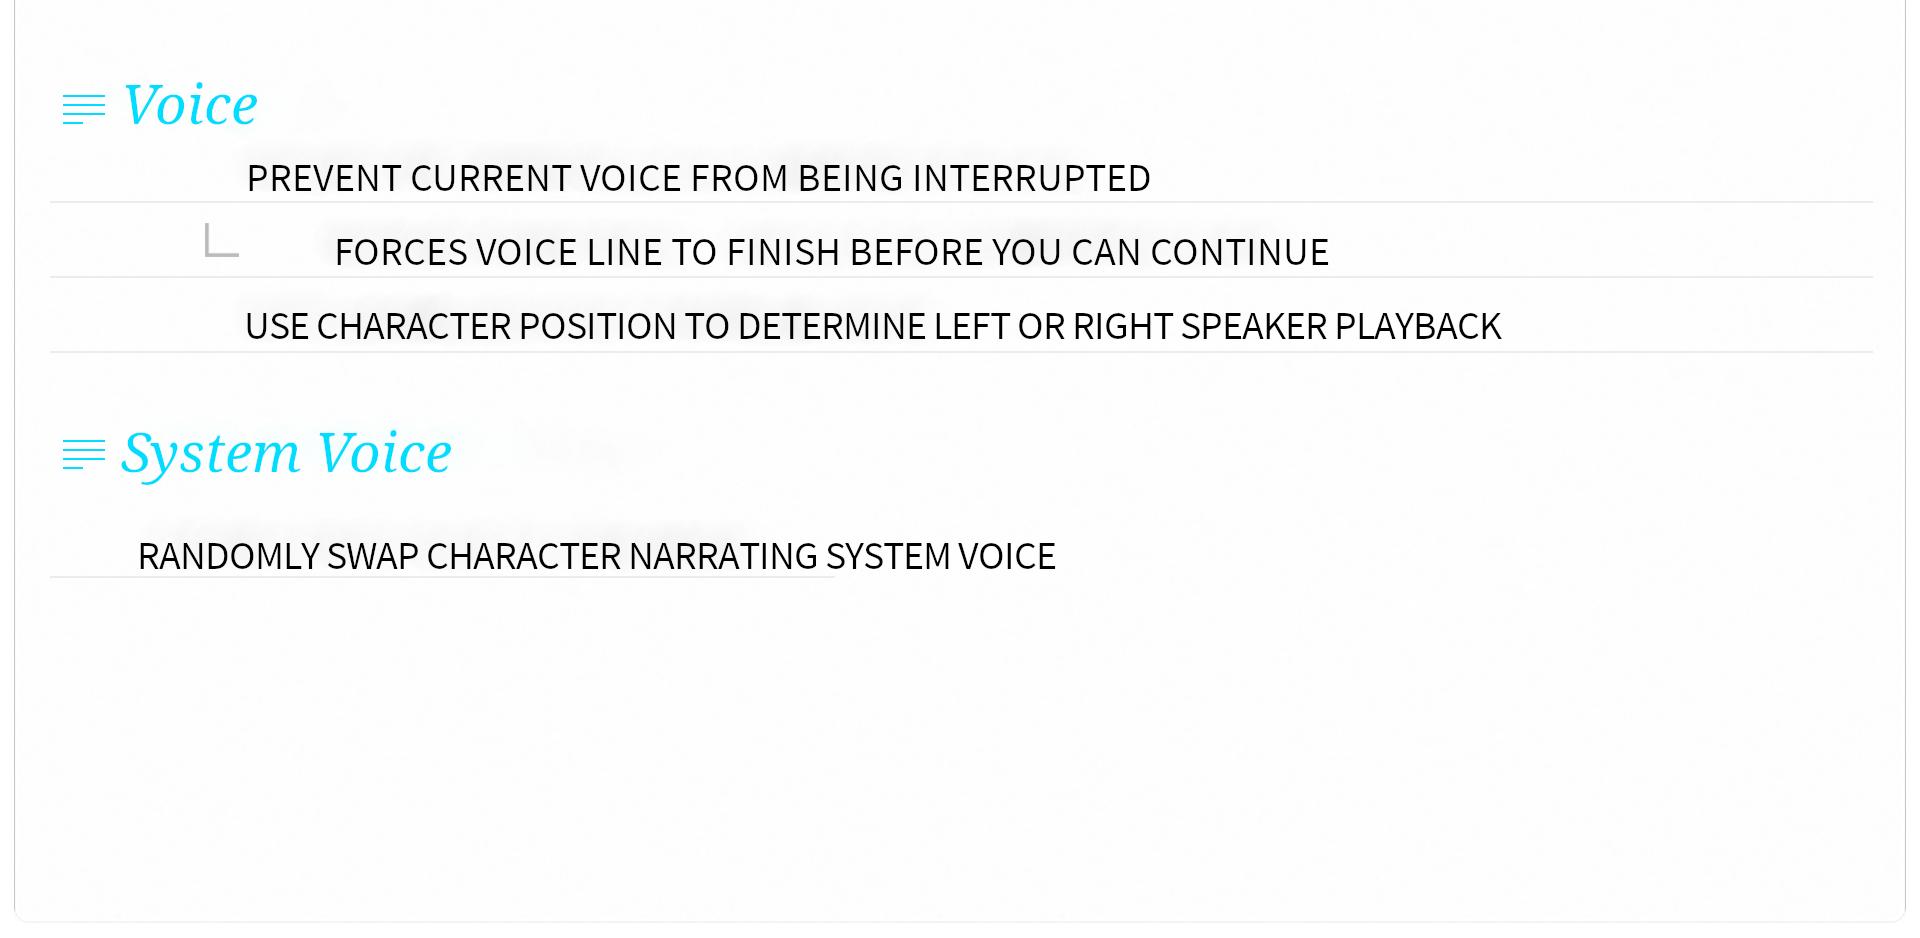 Voice
PREVENT CURRENT VOICE FROM BEING INTERRUPTED
FORCES VOICE LINE TO FINISH BEFORE YOU CAN CONTINUE
USE CHARACTER POSITION TO DETERMINE LEFT OR RIGHT SPEAKER PLAYBACK
System Voice
RANDOMLY SWAP CHARACTER NARRATING SYSTEM VOICE